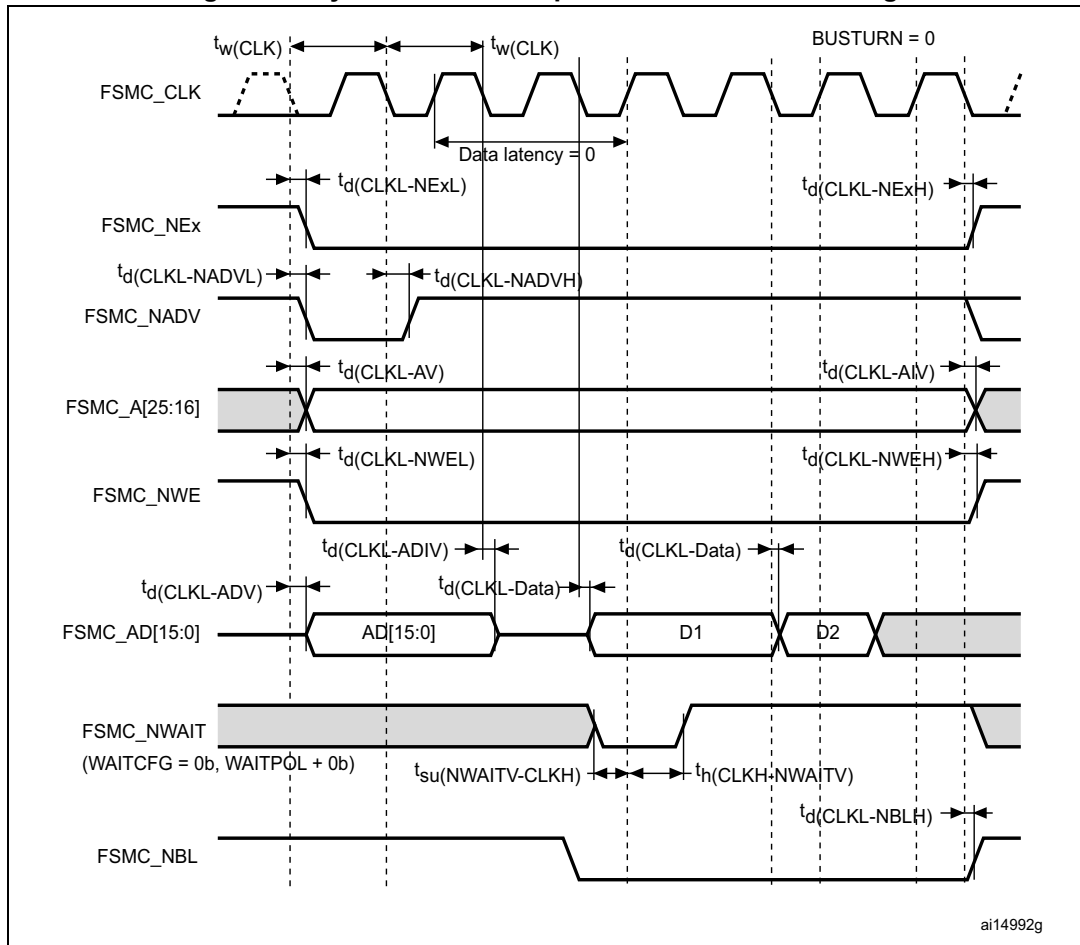 tw(CLK) tw(CLK) BUSTURN = 0
FSMC_CLK
Data latency = 0
td(CLKL-NExL) td(CLKL-NExH)
FSMC_NEx
td(CLKL-NADVL) td(CLKL-NADVH)
FSMC_NADV
td(CLKL-AV) td(CLKL-AIV)
FSMC_A[25:16]
td(CLKL-NWEL) td(CLKL-NWEH)
FSMC_NWE
td(CLKL-ADIV) td(CLKL-Data)
td(CLKL-ADV) td(CLKL-Data)
FSMC_AD[15:0] AD[15:0] D1 D2
FSMC_NWAIT
(WAITCFG = 0b, WAITPOL + 0b)
tsu(NWAITV-CLKH) th(CLKH-NWAITV)
td(CLKL-NBLH)
FSMC_NBL
ai14992g